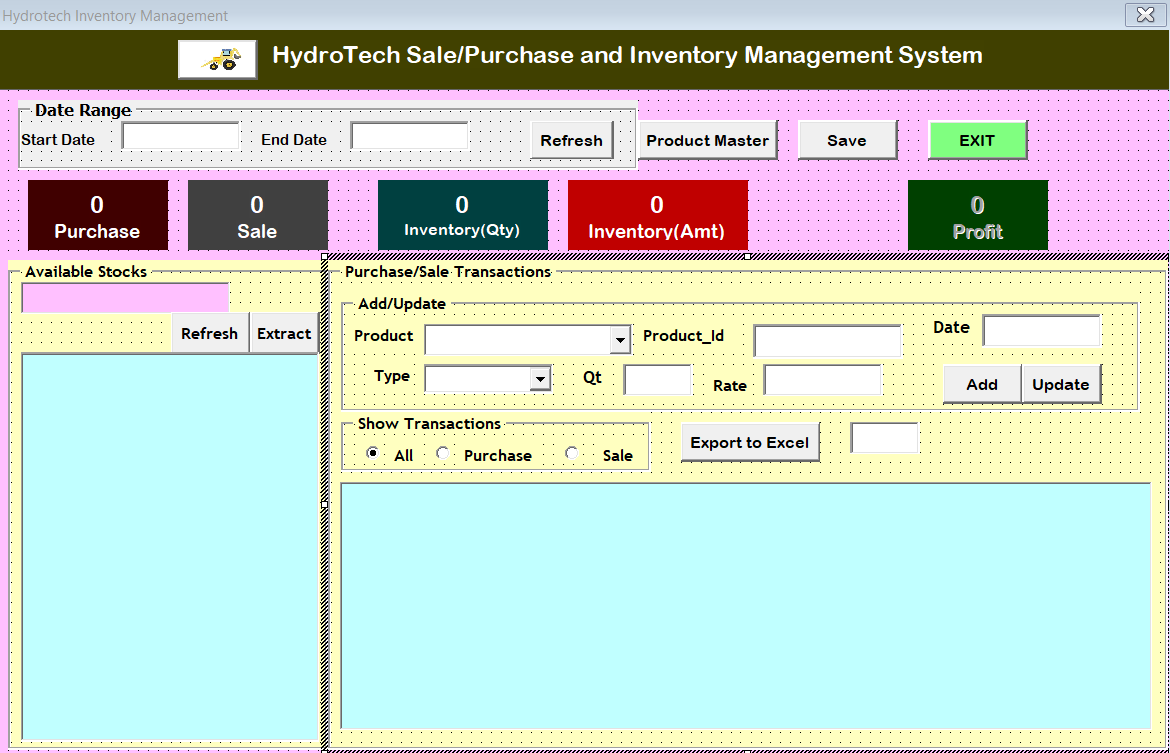 Hydrotech Inventory Management
HydroTech Sale/Purchase and Inventory Management System
Date Range
Start Date End Date Refresh Product Master Save EXIT
0 0 0 0 0
Purchase Sale Inventory(Qty) Inventory(Amt) Profit
Available Stocks
Refresh Extract
Purchase/Sale Transactions
Add/Update
Product Product_Id Date
Type Qt Rate Add Update
Show Transactions
All Purchase Sale Export to Excel